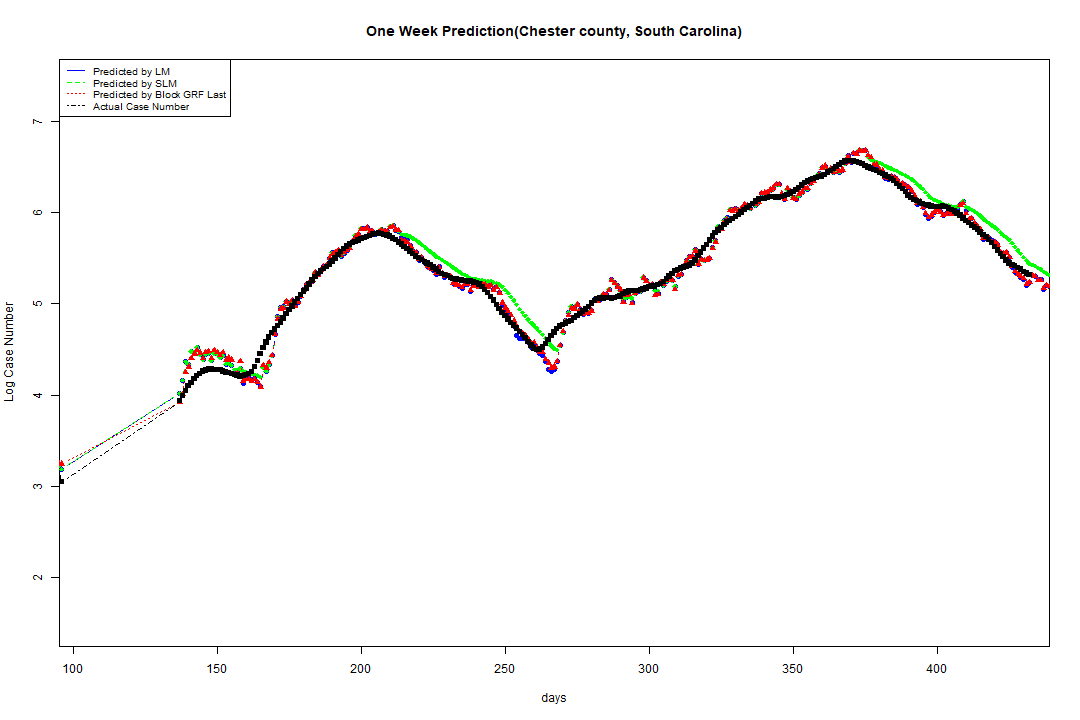 One Week Prediction(Chester county, South Carolina)
Predicted by LM
Predicted by SLM
Predicted by Block GRF Last
Actual Case Number
7
6
5
4
3
2
Log Case Number
100 150 200 250 300 350 400
days